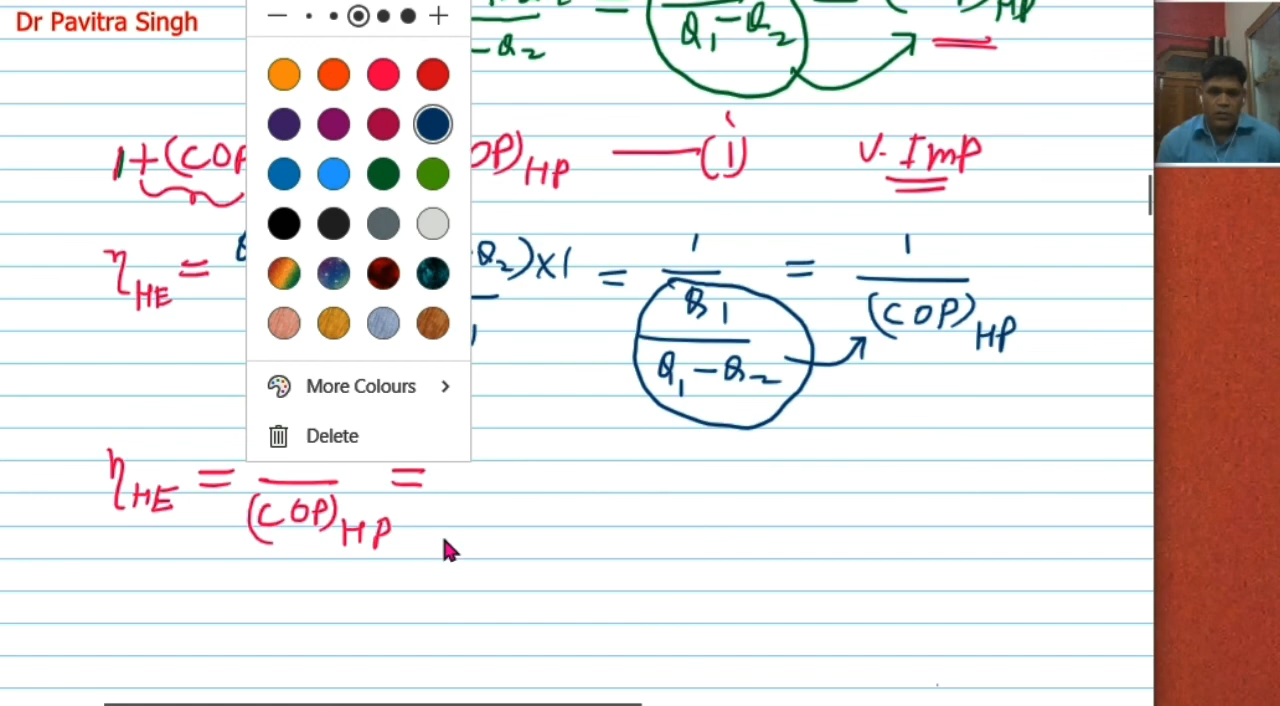 Dr Pavitra Singh
- Q2 = Q1-Q2 HP
1+(COP OP)HP —(1) V. Imp
ηHE = Q2)×1 = 1 / (Q1 / (Q1-Q2)) = 1 / (COP)HP
More Colours
Delete
ηHE = / (COP)HP =